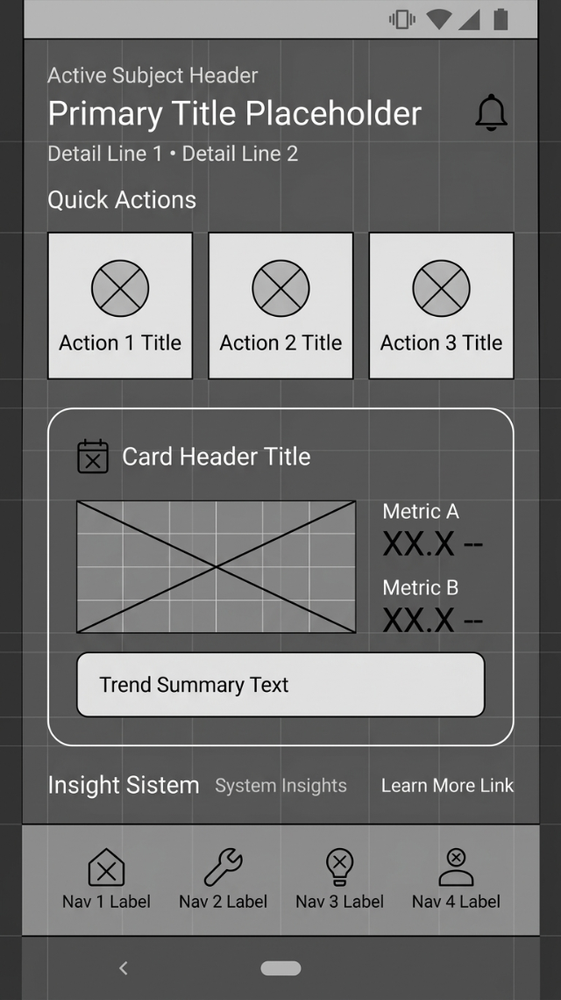 Active Subject Header
Primary Title Placeholder
Detail Line 1 • Detail Line 2
Quick Actions
Action 1 Title
Action 2 Title
Action 3 Title
Card Header Title
Metric A
XX.X --
Metric B
XX.X --
Trend Summary Text
Insight Sistem System Insights Learn More Link
Nav 1 Label
Nav 2 Label
Nav 3 Label
Nav 4 Label